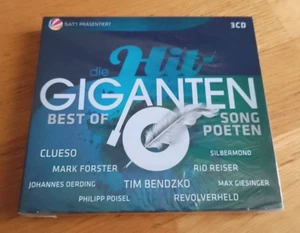 SAT.1 PRÄSENTIERT
3CD
die Hit
GIGANTEN
BEST OF SONG
POETEN
CLUESO SILBERMOND
MARK FORSTER RIO REISER
JOHANNES OERDING TIM BENDZKO MAX GIESINGER
PHILIPP POISEL REVOLVERHELD